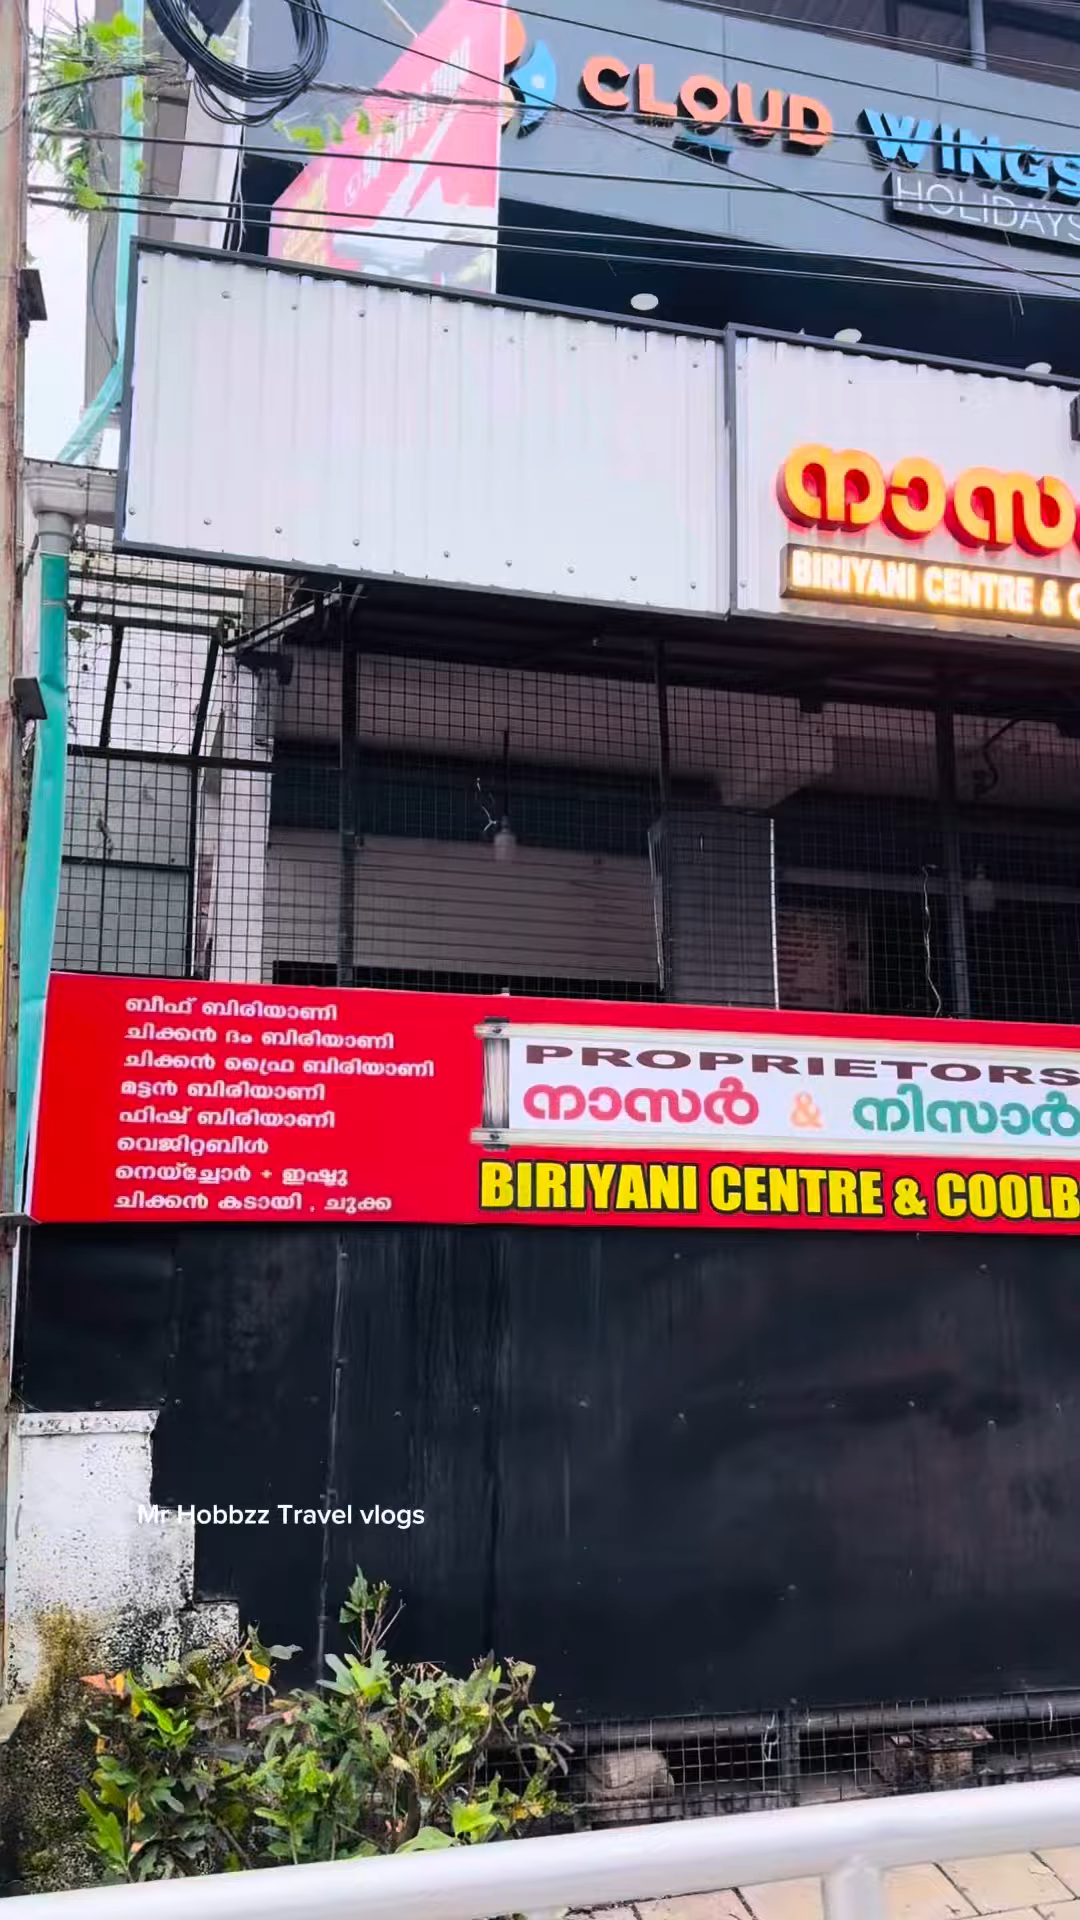 CLOUD WINGS
HOLIDAYS
നാസ
BIRIYANI CENTRE &
ബീഫ് ബിരിയാണി
ചിക്കൻ ദം ബിരിയാണി
ചിക്കൻ ഫ്രൈ ബിരിയാണി
മട്ടൻ ബിരിയാണി
ഫിഷ് ബിരിയാണി
വെജിറ്റബിൾ
നെയ്ച്ചോർ + ഇഷ്ടു
ചിക്കൻ കടായി , ചുക്ക
PROPRIETORS
നാസർ & നിസാർ
BIRIYANI CENTRE & COOLB
Mr Hobbzz Travel vlogs